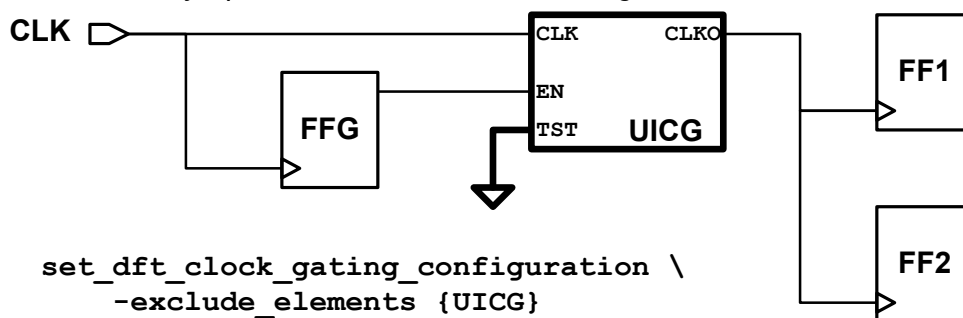 CLK
CLK CLKO
EN
TST UICG
FFG
FF1
FF2
set_dft_clock_gating_configuration \
-exclude_elements {UICG}